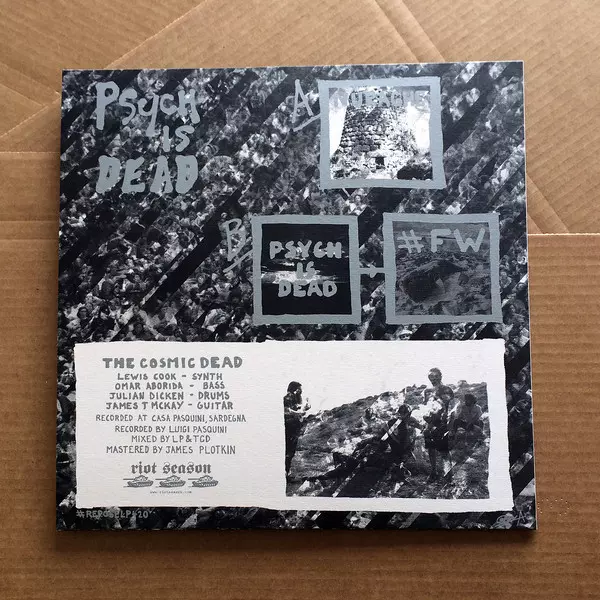 PSYCH
IS
DEAD
A
NURAGHE
B
PSYCH
IS
DEAD
#FW
THE COSMIC DEAD
LEWIS COOK - SYNTH
OMAR ABORIDA - BASS
JULIAN DICKEN - DRUMS
JAMES T MCKAY - GUITAR
RECORDED AT CASA PASQUINI, SARDEGNA
RECORDED BY LUIGI PASQUINI
MIXED BY LP & TCD
MASTERED BY JAMES PLOTKIN
riot season